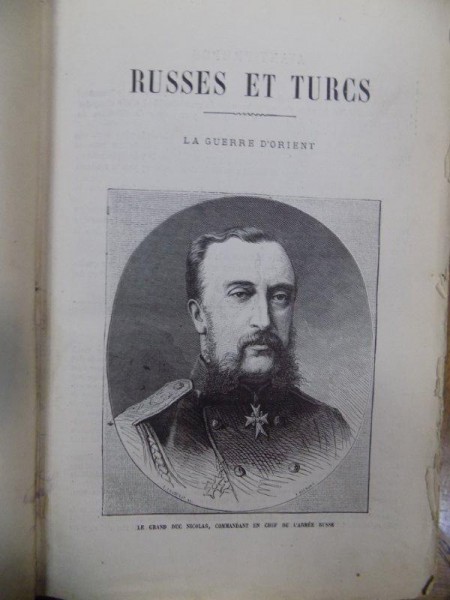 RUSSES ET TURCS
LA GUERRE D'ORIENT
LE GRAND DUC NICOLAS, COMMANDANT EN CHEF DE L'ARMÉE RUSSE